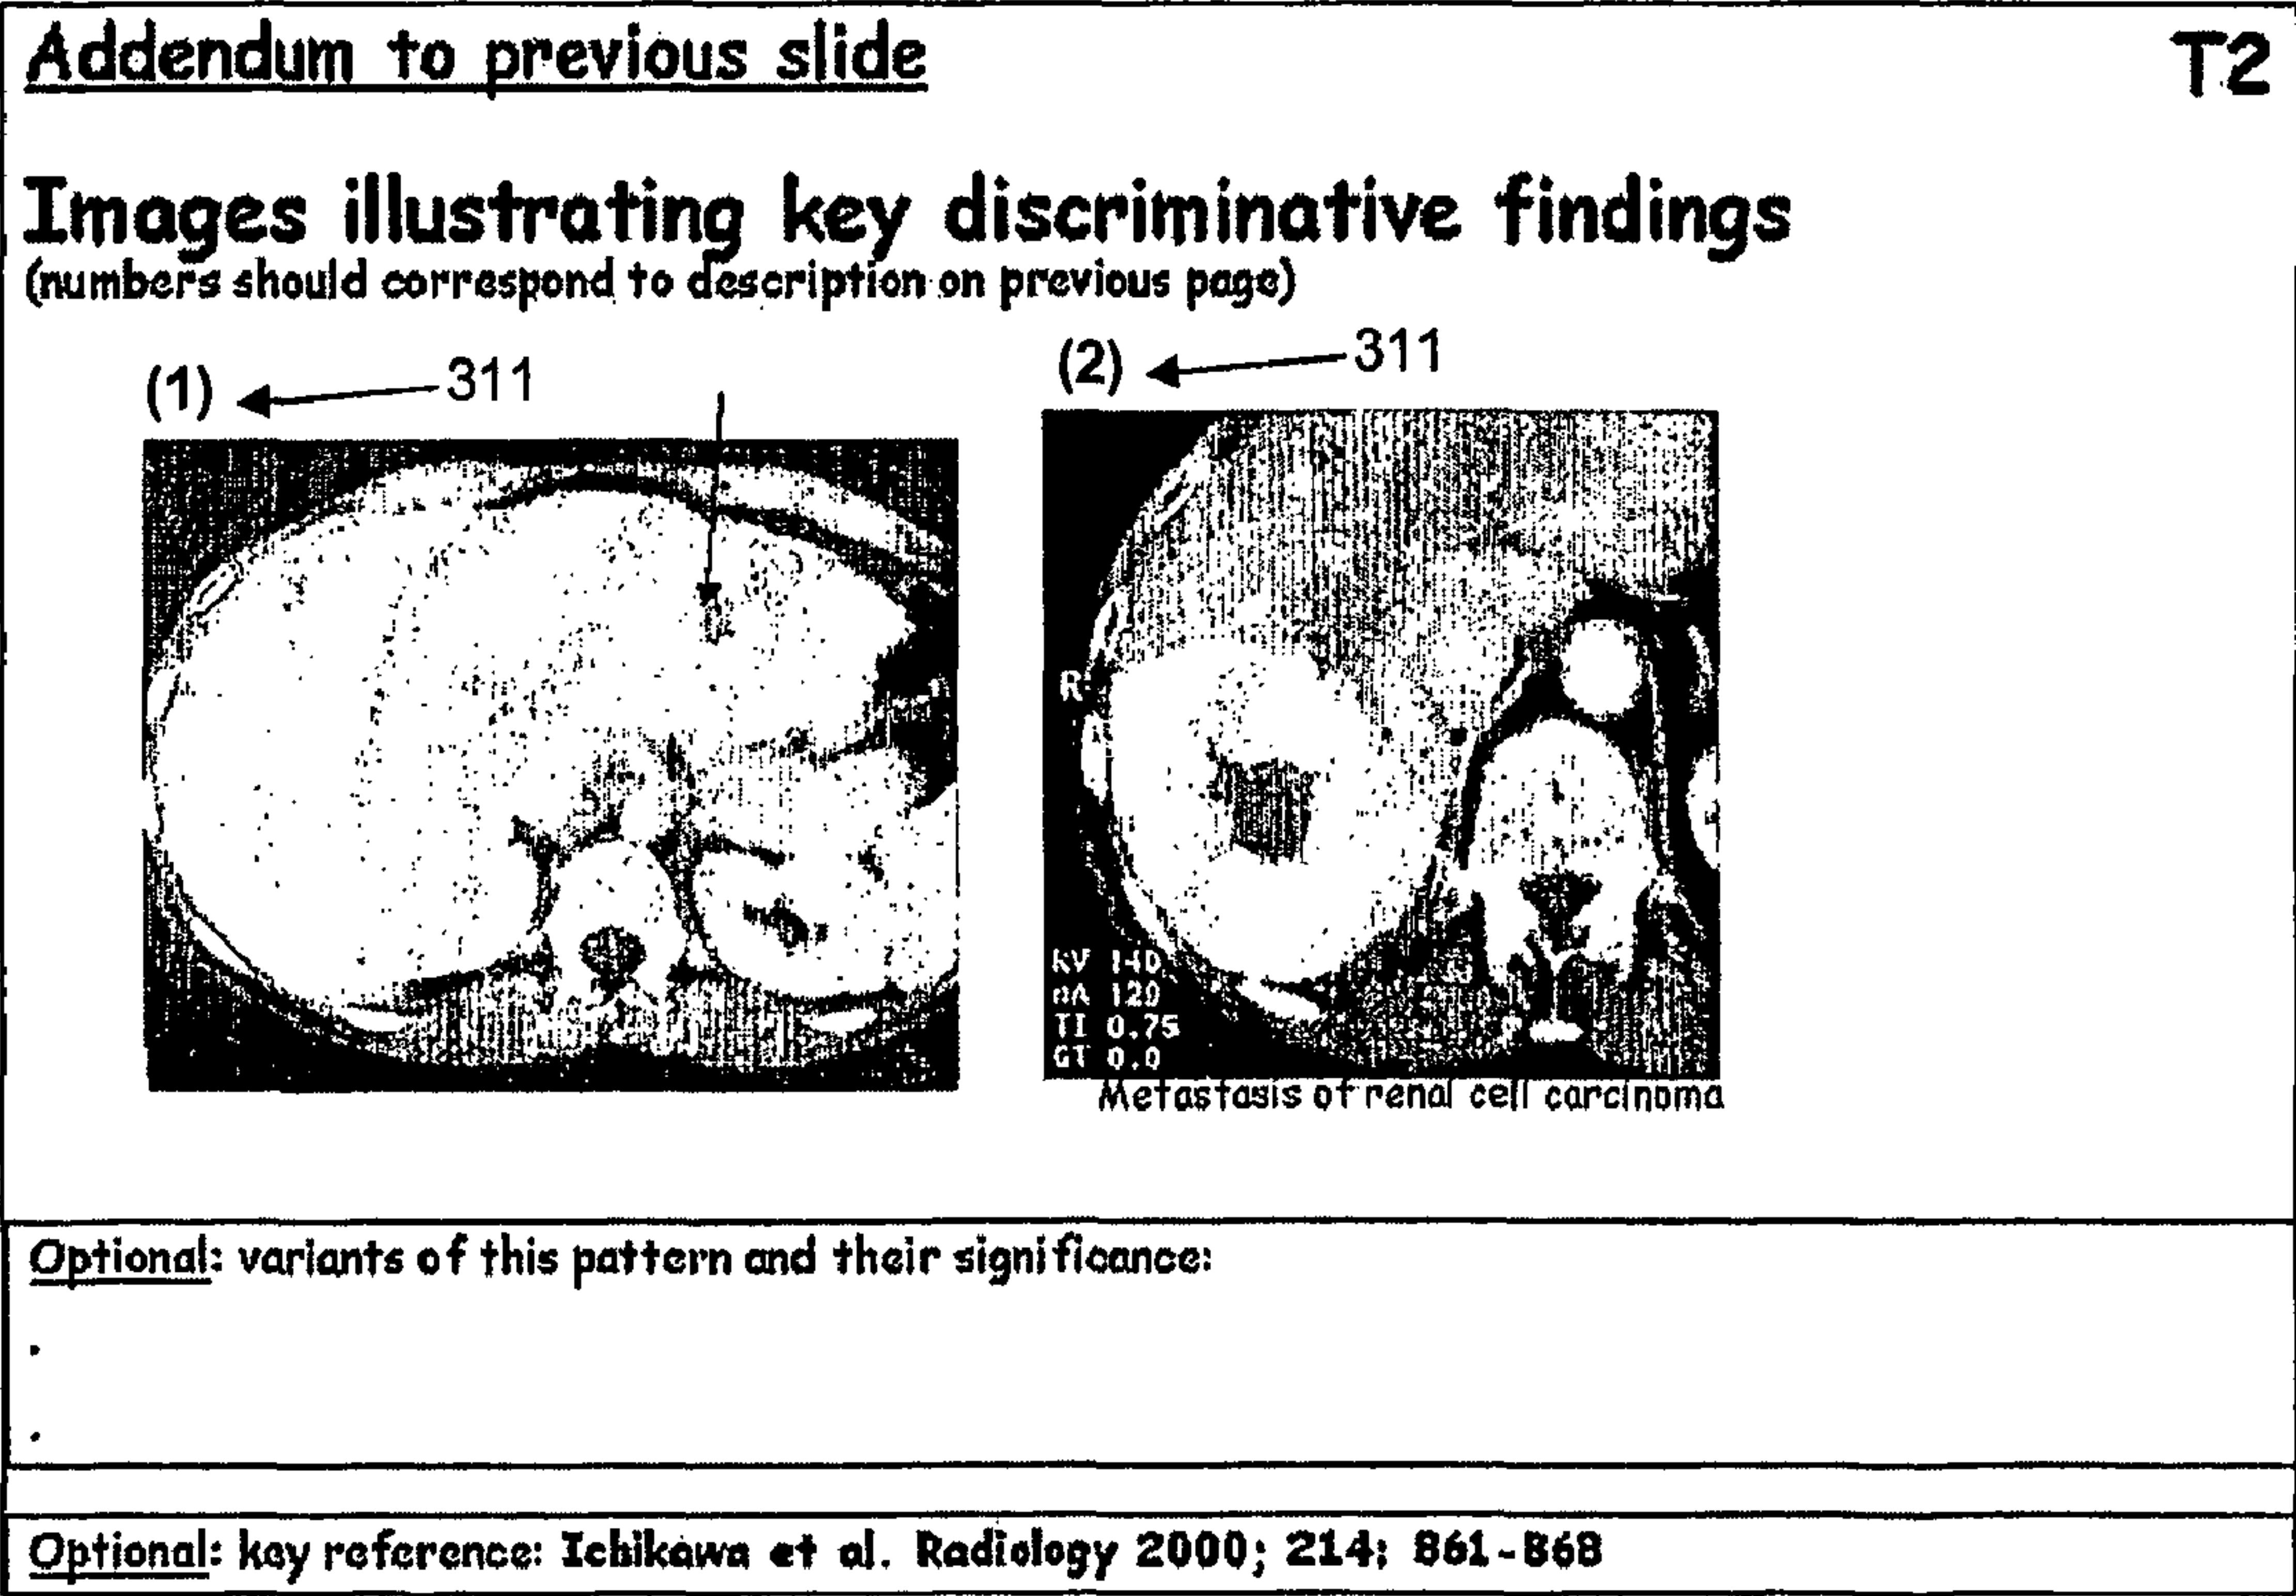 Addendum to previous slide
T2
Images illustrating key discriminative findings
(numbers should correspond to description on previous page)
(1) 311
(2) 311
R
KV 140
mA 120
TI 0.75
GT 0.0
Metastasis of renal cell carcinoma
Optional: variants of this pattern and their significance:
Optional: key reference: Ichikawa et al. Radiology 2000; 214: 861-868